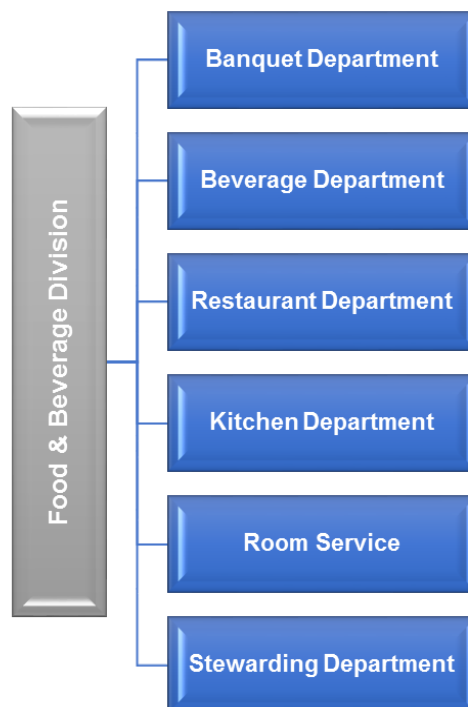 Food & Beverage Division
Banquet Department
Beverage Department
Restaurant Department
Kitchen Department
Room Service
Stewarding Department